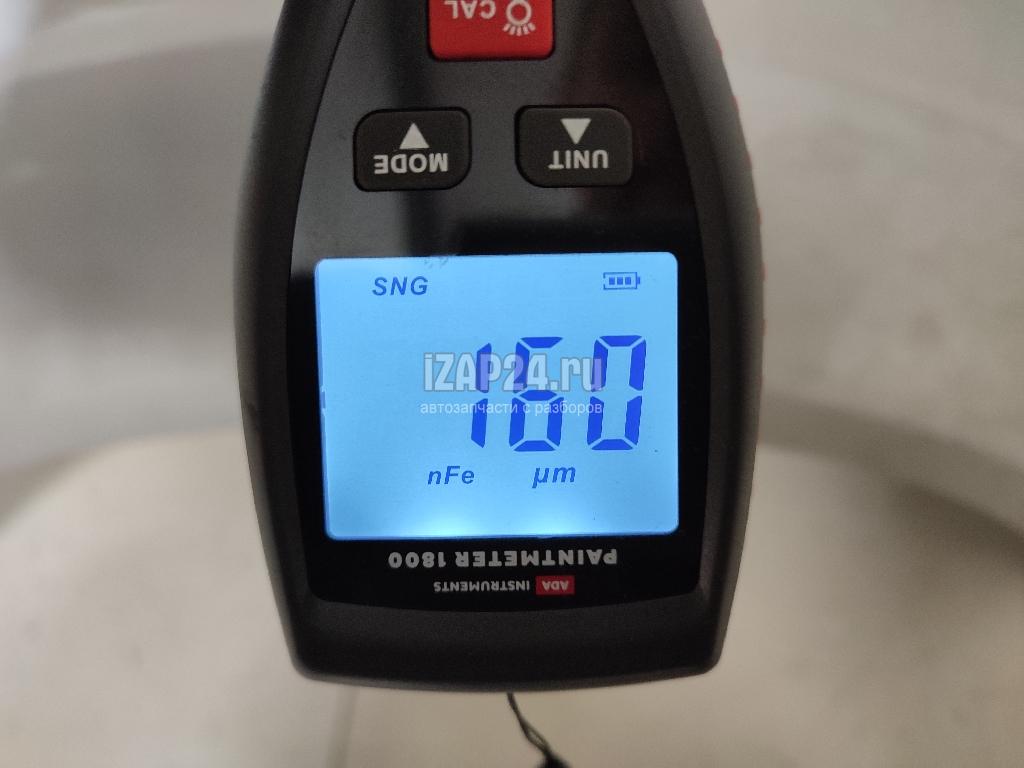 CAL
MODE UNIT
SNG
160
iZAP24.ru
автозапчасти с разборов
nFe µm
PAINTMETER 1800
ADA INSTRUMENTS